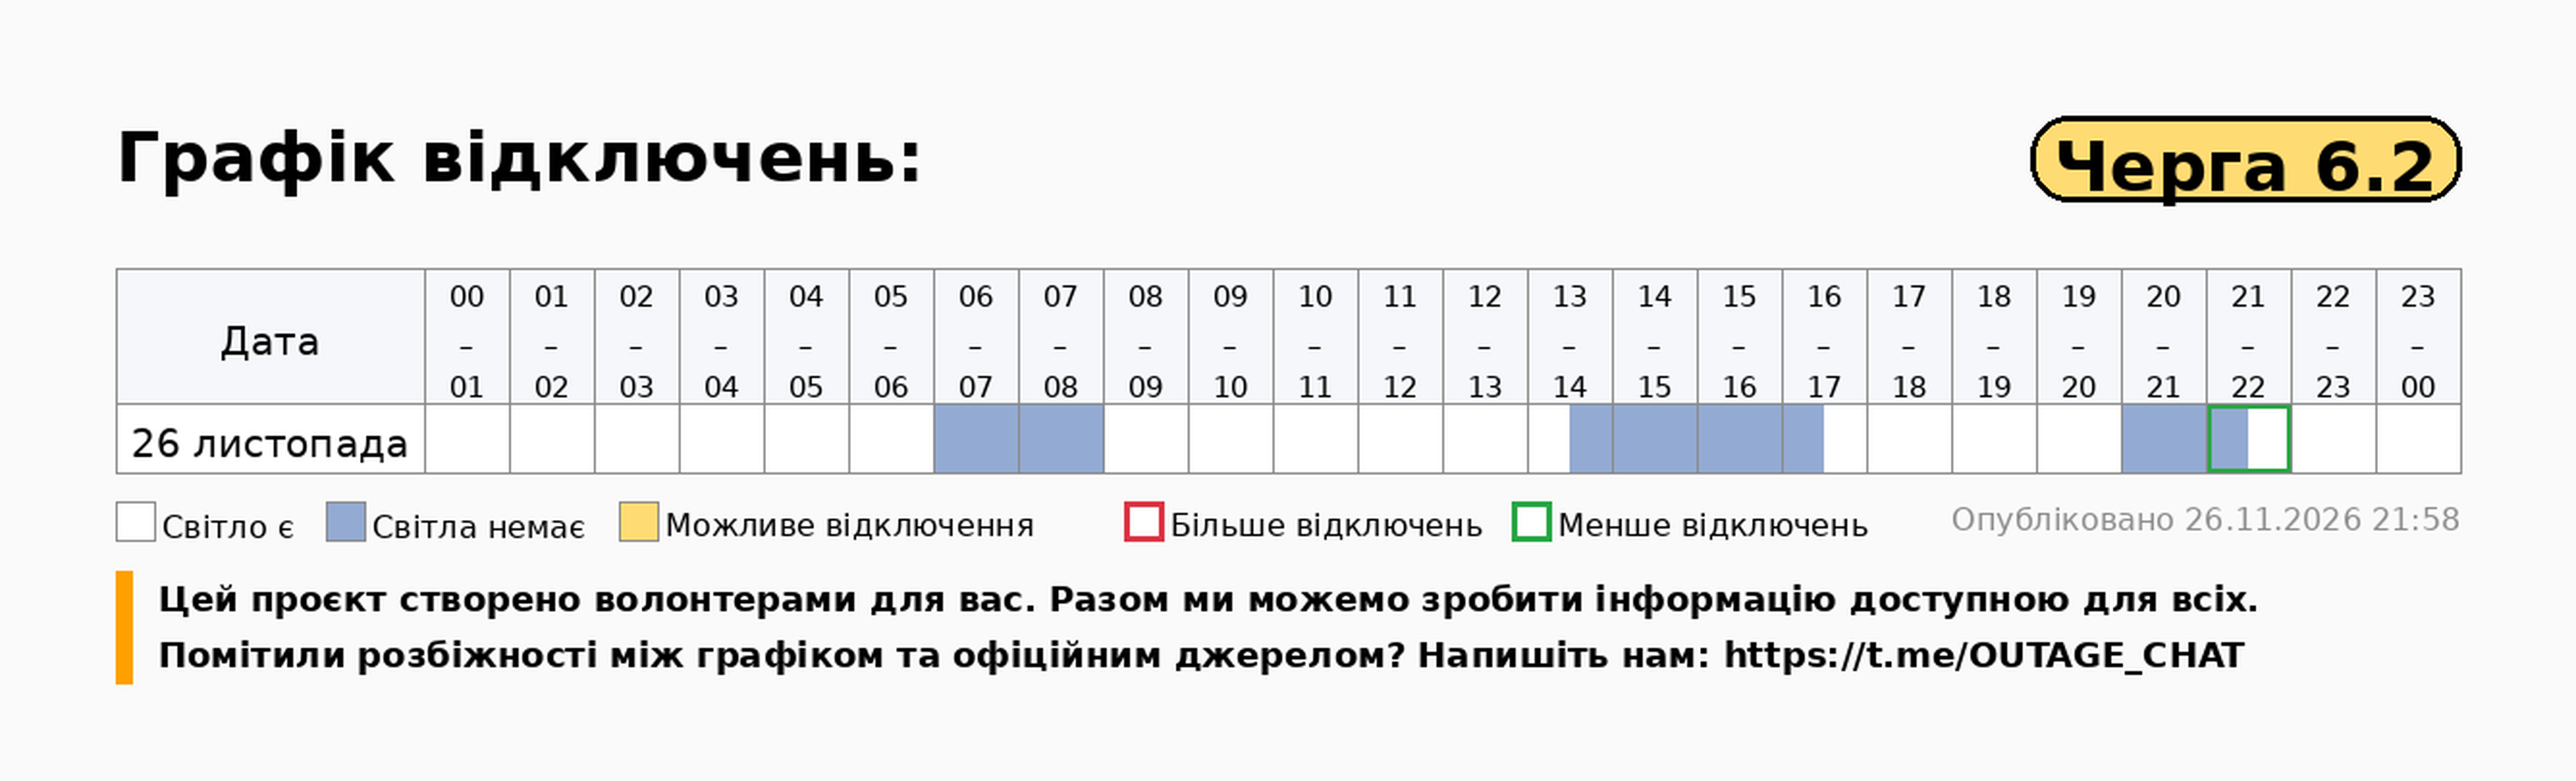 Графік відключень:
Черга 6.2
Дата
00 – 01
01 – 02
02 – 03
03 – 04
04 – 05
05 – 06
06 – 07
07 – 08
08 – 09
09 – 10
10 – 11
11 – 12
12 – 13
13 – 14
14 – 15
15 – 16
16 – 17
17 – 18
18 – 19
19 – 20
20 – 21
21 – 22
22 – 23
23 – 00
26 листопада
Світло є
Світла немає
Можливе відключення
Більше відключень
Менше відключень
Опубліковано 26.11.2026 21:58
Цей проєкт створено волонтерами для вас. Разом ми можемо зробити інформацію доступною для всіх.
Помітили розбіжності між графіком та офіційним джерелом? Напишіть нам: https://t.me/OUTAGE_CHAT